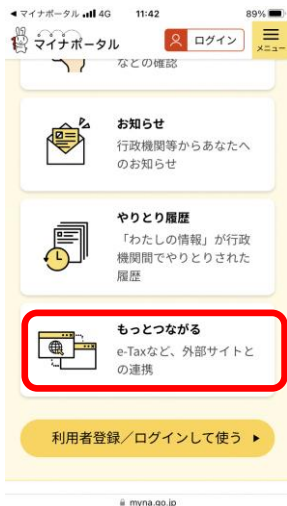 ◀ マイナポータル 4G 11:42 89%
マイナポータル ログイン メニュー
などの確認
お知らせ
行政機関等からあなたへ
のお知らせ
やりとり履歴
「わたしの情報」が行政
機関間でやりとりされた
履歴
もっとつながる
e-Taxなど、外部サイトと
の連携
利用者登録／ログインして使う ▶
myna.go.jp